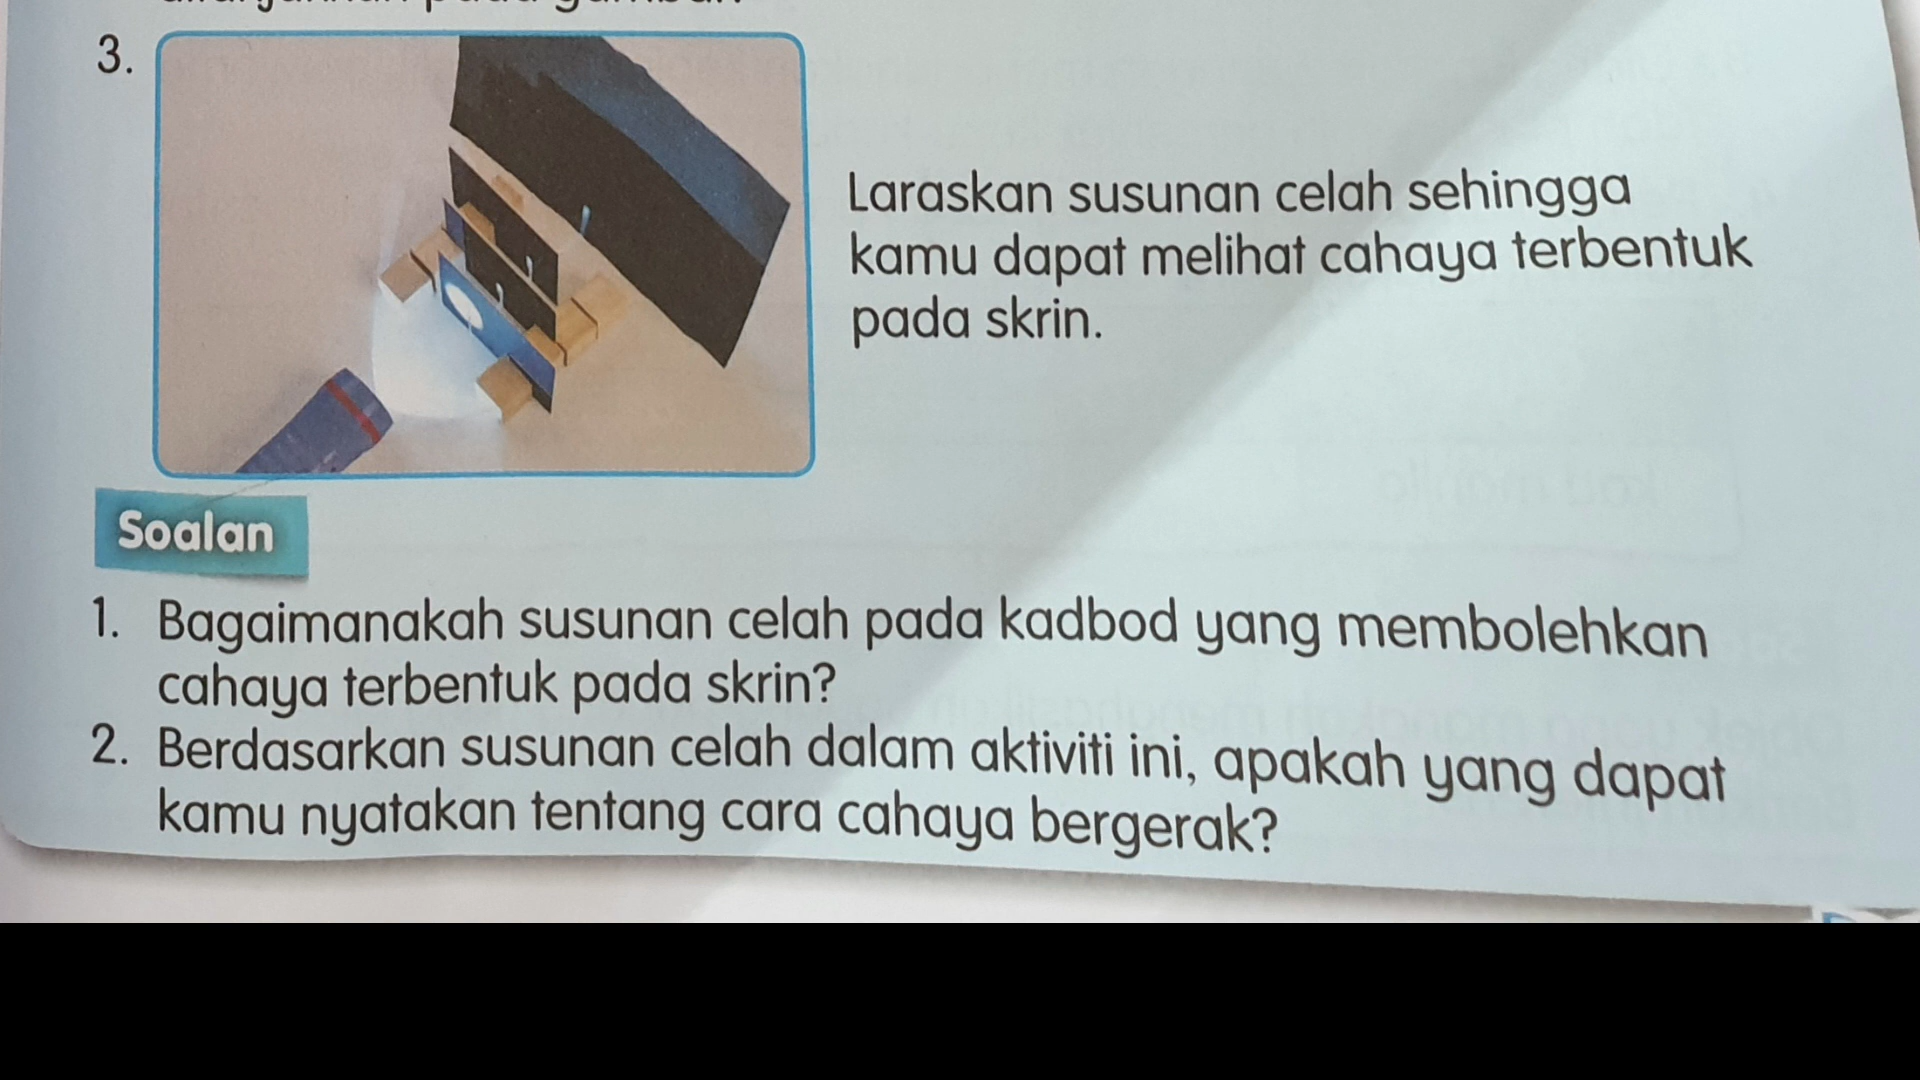 3.
Laraskan susunan celah sehingga
kamu dapat melihat cahaya terbentuk
pada skrin.
Soalan
1. Bagaimanakah susunan celah pada kadbod yang membolehkan
cahaya terbentuk pada skrin?
2. Berdasarkan susunan celah dalam aktiviti ini, apakah yang dapat
kamu nyatakan tentang cara cahaya bergerak?